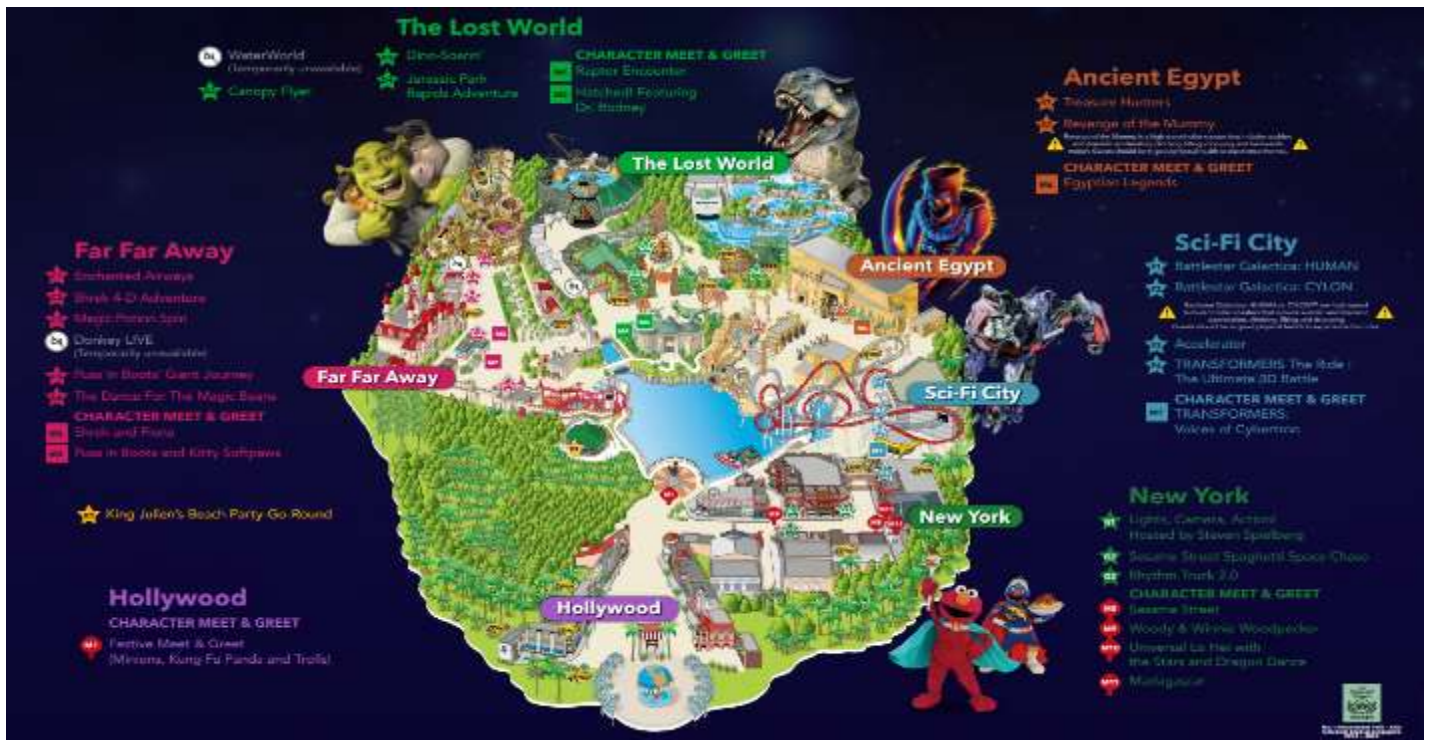 The Lost World
WaterWorld
(Temporarily unavailable)
Canopy Flyer
Dino-Soarin'
Jurassic Park
Rapids Adventure
CHARACTER MEET & GREET
Raptor Encounter
Hatched! Featuring
Dr. Rodney
Ancient Egypt
Treasure Hunters
Revenge of the Mummy
CHARACTER MEET & GREET
Egyptian Legends
The Lost World
Ancient Egypt
Far Far Away
Enchanted Airways
Shrek 4-D Adventure
Magic Potion Spin
Donkey LIVE
(Temporarily unavailable)
Puss in Boots' Giant Journey
The Dance For The Magic Beans
CHARACTER MEET & GREET
Shrek and Fiona
Puss in Boots and Kitty Softpaws
Sci-Fi City
Battlestar Galactica: HUMAN
Battlestar Galactica: CYLON
Accelerator
TRANSFORMERS The Ride :
The Ultimate 3D Battle
CHARACTER MEET & GREET
TRANSFORMERS:
Voices of Cybertron
Far Far Away
Sci-Fi City
King Julien's Beach Party-Go-Round
New York
New York
Lights, Camera, Action!
Hosted by Steven Spielberg
Sesame Street Spaghetti Space Chase
Rhythm Truck 2.0
CHARACTER MEET & GREET
Sesame Street
Woody & Winnie Woodpecker
Universal Lo Hei with
the Stars and Dragon Dance
Madagascar
Hollywood
CHARACTER MEET & GREET
Festive Meet & Greet
(Minions, Kung Fu Panda and Trolls)
Hollywood